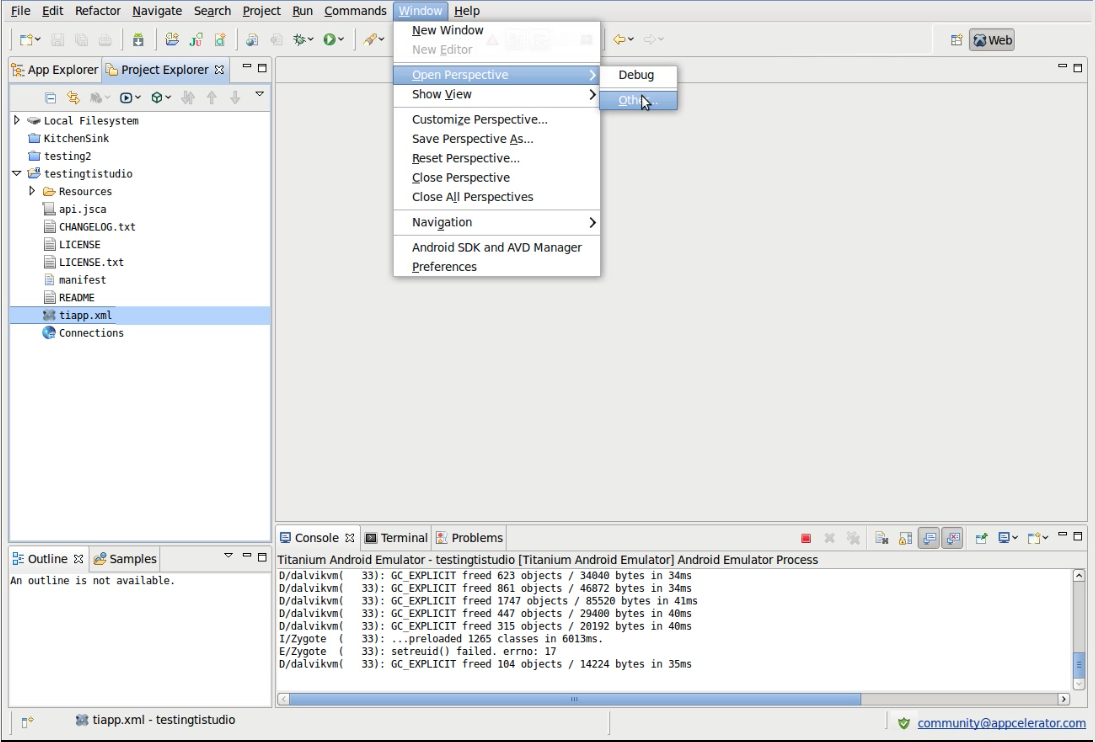 File Edit Refactor Navigate Search Project Run Commands Window Help
New Window
New Editor
Web
App Explorer
Project Explorer
Open Perspective
Debug
Show View
Customize Perspective...
Save Perspective As...
Reset Perspective...
Close Perspective
Close All Perspectives
Navigation
Android SDK and AVD Manager
Preferences
Local Filesystem
KitchenSink
testing2
testingtistudio
Resources
api.jsca
CHANGELOG.txt
LICENSE
LICENSE.txt
manifest
README
tiapp.xml
Connections
Outline
Samples
An outline is not available.
Console
Terminal
Problems
Titanium Android Emulator - testingtistudio [Titanium Android Emulator] Android Emulator Process
D/dalvikvm(   33): GC_EXPLICIT freed 623 objects / 34040 bytes in 34ms
D/dalvikvm(   33): GC_EXPLICIT freed 861 objects / 46872 bytes in 34ms
D/dalvikvm(   33): GC_EXPLICIT freed 1747 objects / 85520 bytes in 41ms
D/dalvikvm(   33): GC_EXPLICIT freed 447 objects / 29400 bytes in 40ms
D/dalvikvm(   33): GC_EXPLICIT freed 315 objects / 20192 bytes in 40ms
I/Zygote  (   33): ...preloaded 1265 classes in 6013ms.
E/Zygote  (   33): setreuid() failed. errno: 17
D/dalvikvm(   33): GC_EXPLICIT freed 104 objects / 14224 bytes in 35ms
tiapp.xml - testingtistudio
community@appcelerator.com